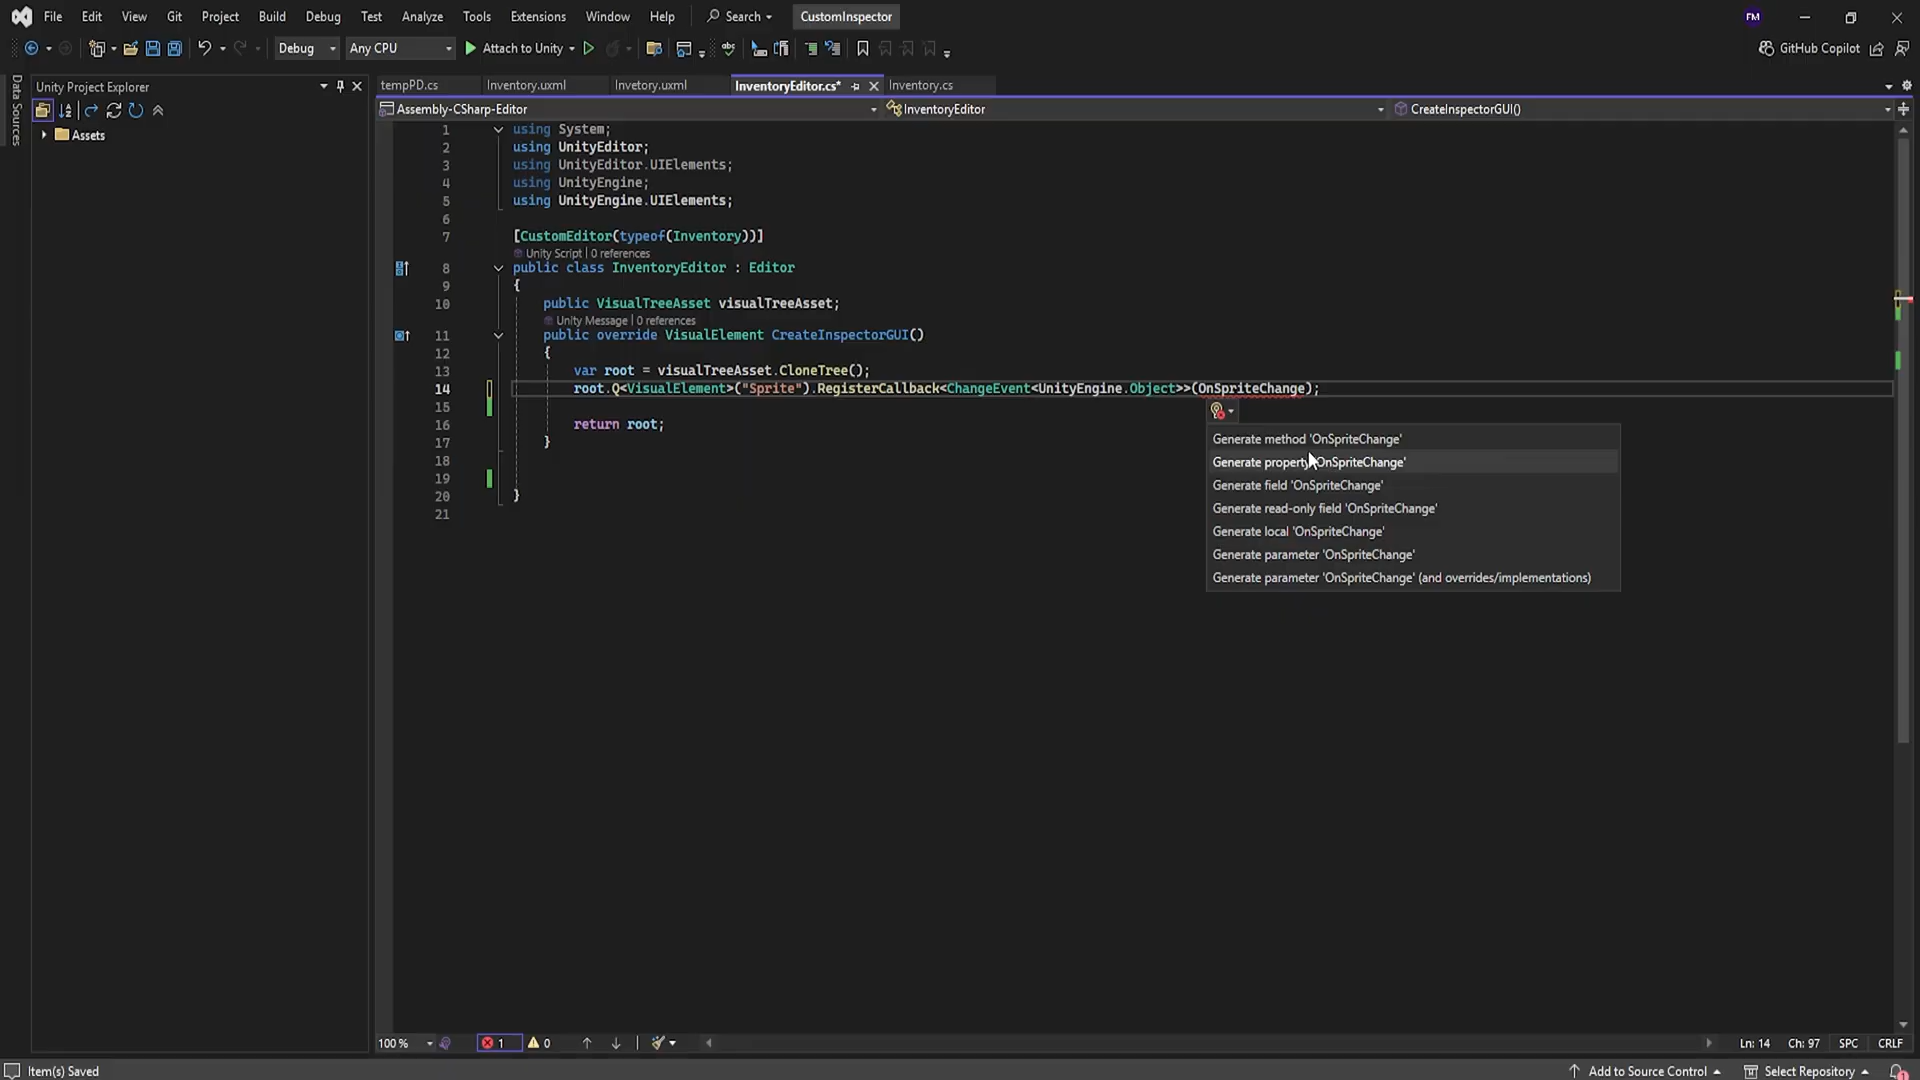 File Edit View Git Project Build Debug Test Analyze Tools Extensions Window Help Search CustomInspector FM
Debug Any CPU Attach to Unity GitHub Copilot
Data Sources
Unity Project Explorer
Assets
tempPD.cs Inventory.uxml Invetory.uxml InventoryEditor.cs* Inventory.cs
Assembly-CSharp-Editor InventoryEditor CreateInspectorGUI()
1 using System;
2 using UnityEditor;
3 using UnityEditor.UIElements;
4 using UnityEngine;
5 using UnityEngine.UIElements;
6
7 [CustomEditor(typeof(Inventory))]
Unity Script | 0 references
8 public class InventoryEditor : Editor
9 {
10 public VisualTreeAsset visualTreeAsset;
Unity Message | 0 references
11 public override VisualElement CreateInspectorGUI()
12 {
13 var root = visualTreeAsset.CloneTree();
14 root.Q<VisualElement>("Sprite").RegisterCallback<ChangeEvent<UnityEngine.Object>>(OnSpriteChange);
15
16 return root;
17 }
18
19
20 }
21
Generate method 'OnSpriteChange'
Generate property 'OnSpriteChange'
Generate field 'OnSpriteChange'
Generate read-only field 'OnSpriteChange'
Generate local 'OnSpriteChange'
Generate parameter 'OnSpriteChange'
Generate parameter 'OnSpriteChange' (and overrides/implementations)
100 % 1 0 Ln: 14 Ch: 97 SPC CRLF
Item(s) Saved Add to Source Control Select Repository 1